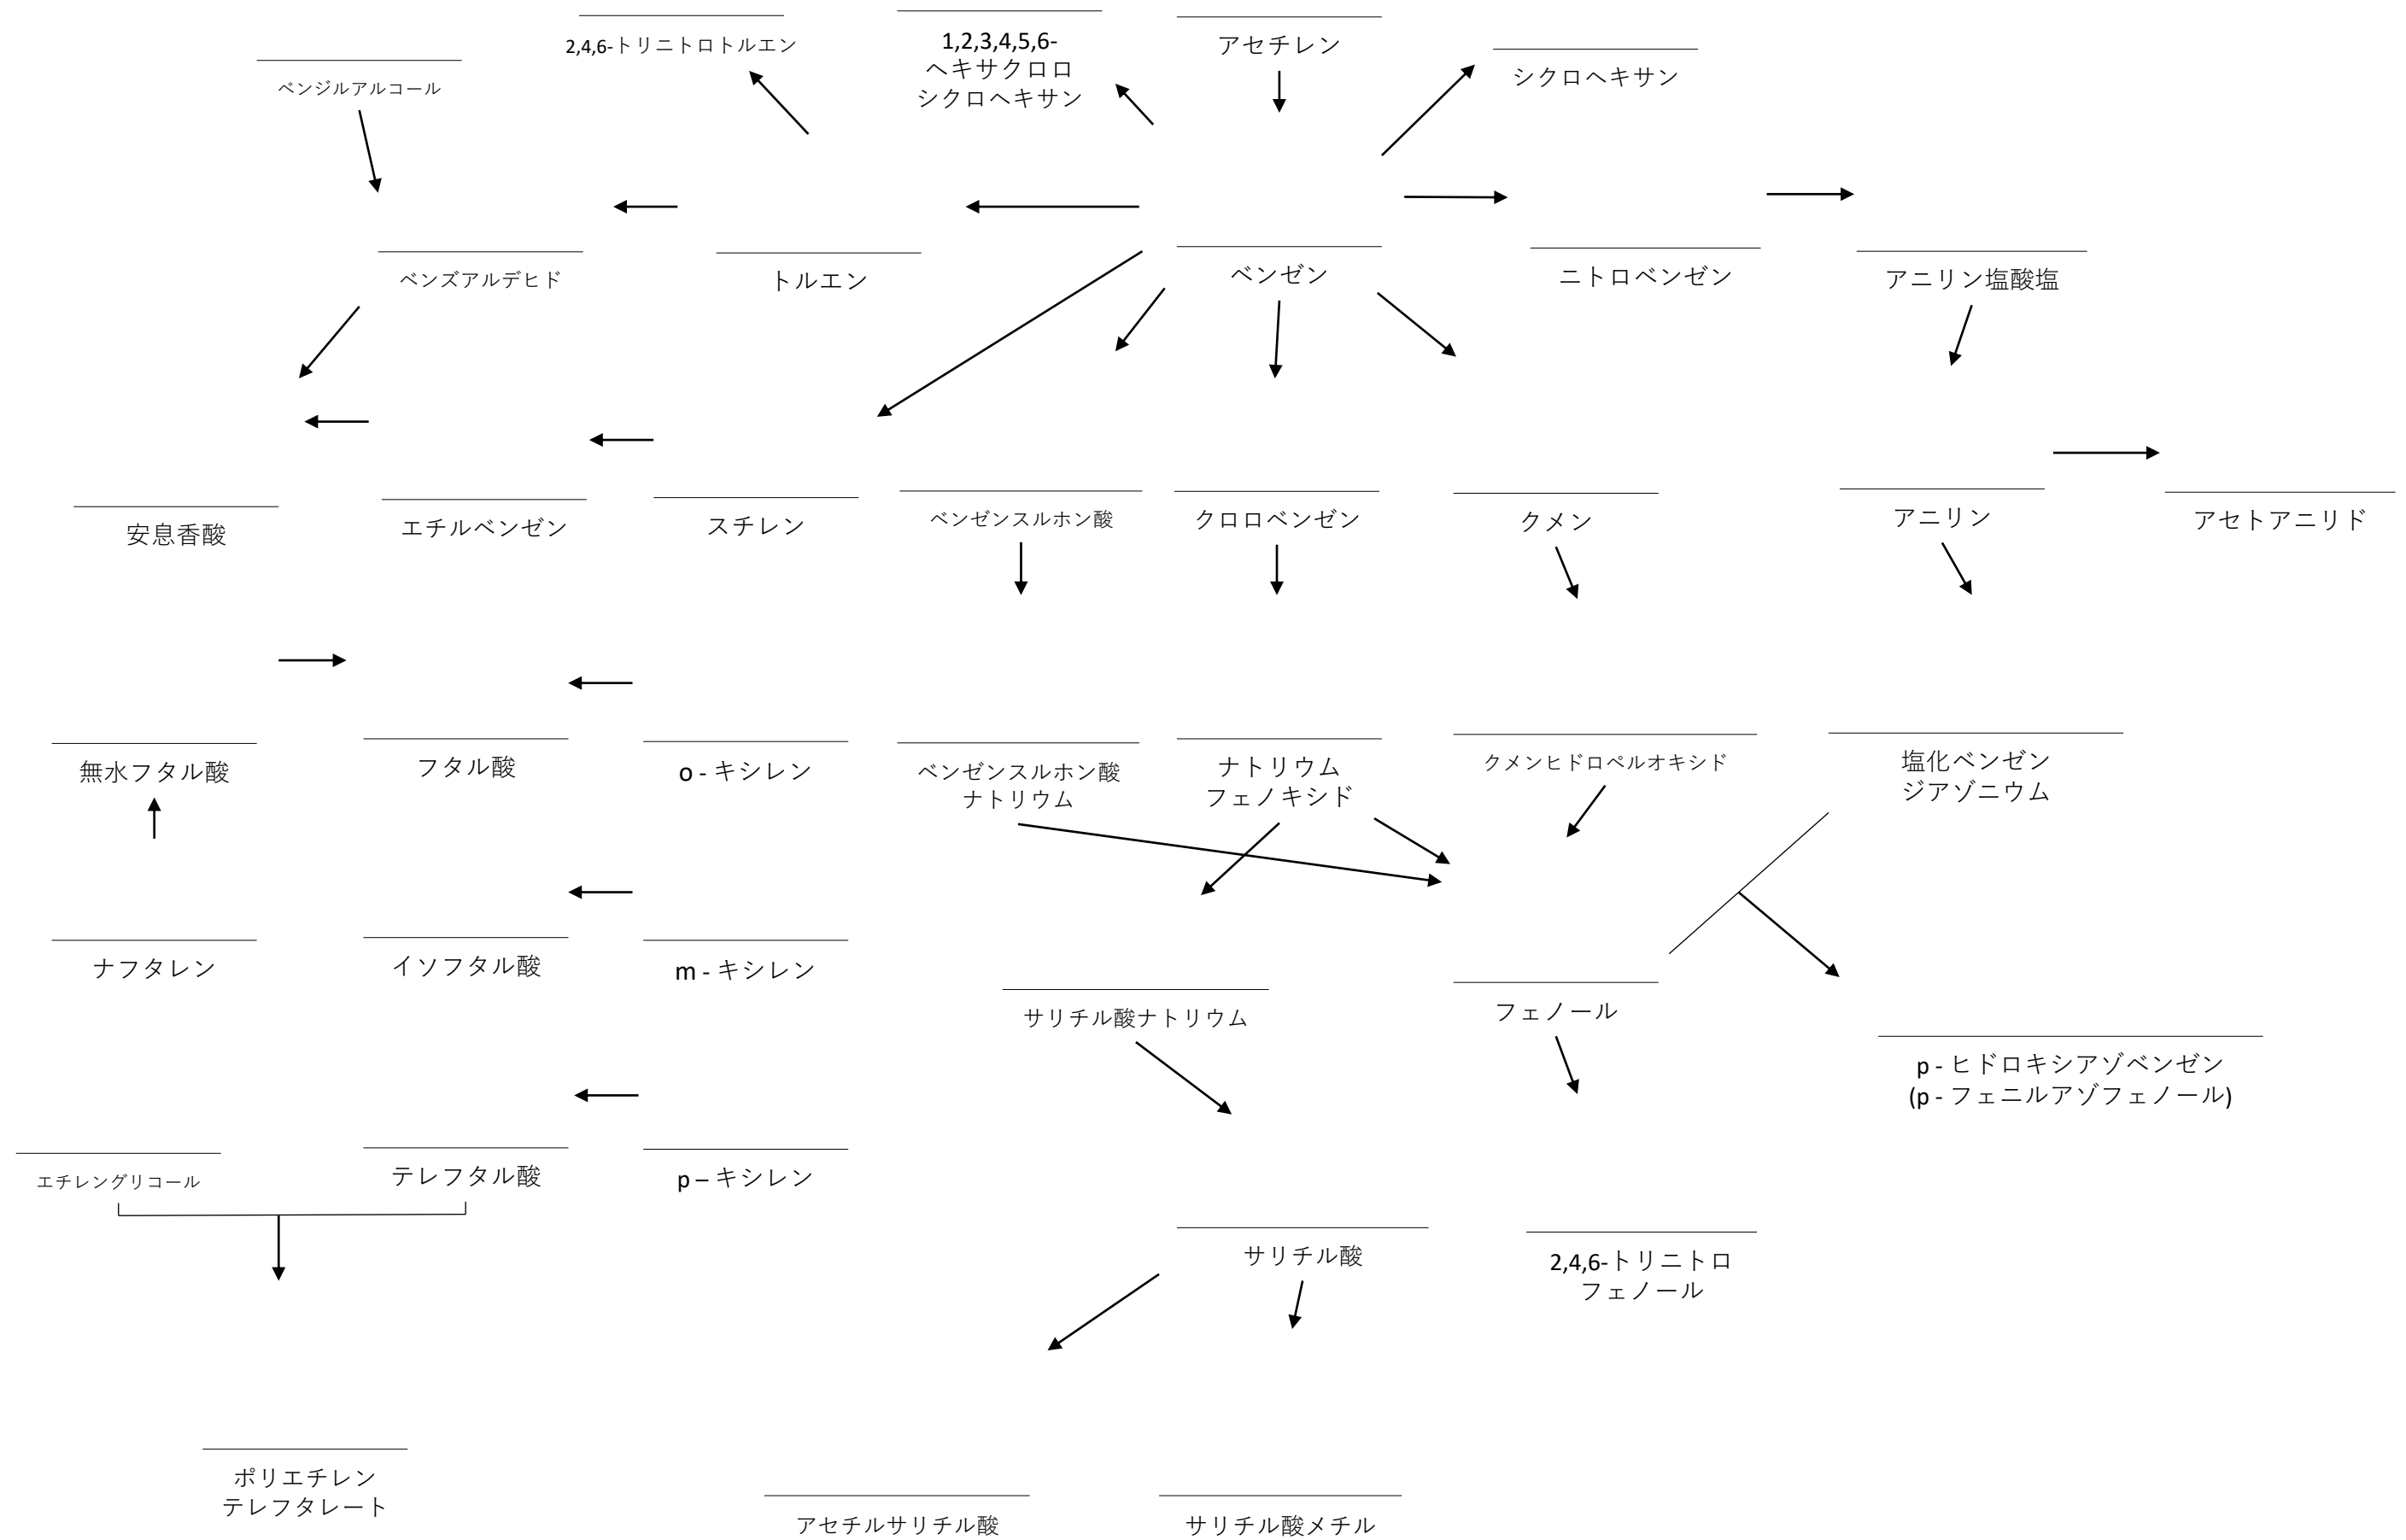 2,4,6-トリニトロトルエン
1,2,3,4,5,6-
ヘキサクロロ
シクロヘキサン
アセチレン
シクロヘキサン
ベンジルアルコール
ベンズアルデヒド
トルエン
ベンゼン
ニトロベンゼン
アニリン塩酸塩
安息香酸
エチルベンゼン
スチレン
ベンゼンスルホン酸
クロロベンゼン
クメン
アニリン
アセトアニリド
無水フタル酸
フタル酸
o - キシレン
ベンゼンスルホン酸
ナトリウム
ナトリウム
フェノキシド
クメンヒドロペルオキシド
塩化ベンゼン
ジアゾニウム
ナフタレン
イソフタル酸
m - キシレン
サリチル酸ナトリウム
フェノール
p - ヒドロキシアゾベンゼン
(p - フェニルアゾフェノール)
エチレングリコール
テレフタル酸
p – キシレン
サリチル酸
2,4,6-トリニトロ
フェノール
ポリエチレン
テレフタレート
アセチルサリチル酸
サリチル酸メチル